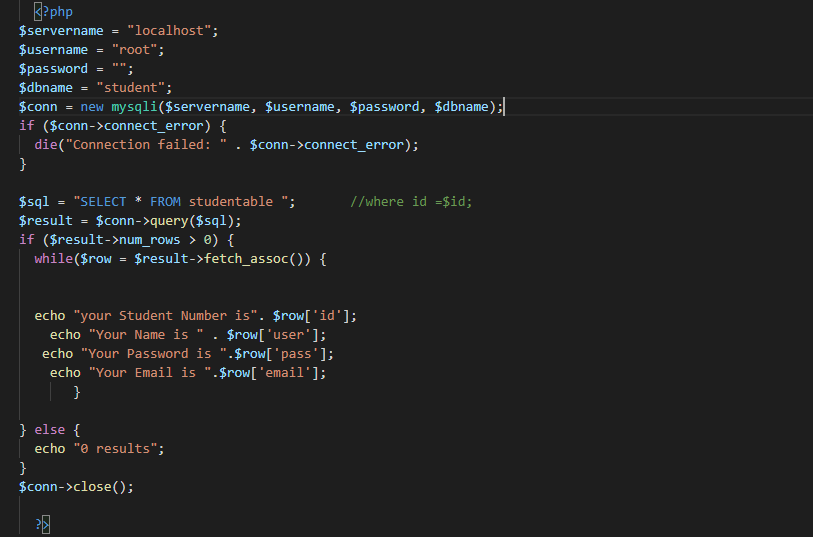 <?php
$servername = "localhost";
$username = "root";
$password = "";
$dbname = "student";
$conn = new mysqli($servername, $username, $password, $dbname);
if ($conn->connect_error) {
die("Connection failed: " . $conn->connect_error);
}
$sql = "SELECT * FROM studentable "; //where id =$id;
$result = $conn->query($sql);
if ($result->num_rows > 0) {
while($row = $result->fetch_assoc()) {
echo "your Student Number is". $row['id'];
echo "Your Name is " . $row['user'];
echo "Your Password is ".$row['pass'];
echo "Your Email is ".$row['email'];
}
} else {
echo "0 results";
}
$conn->close();
?>